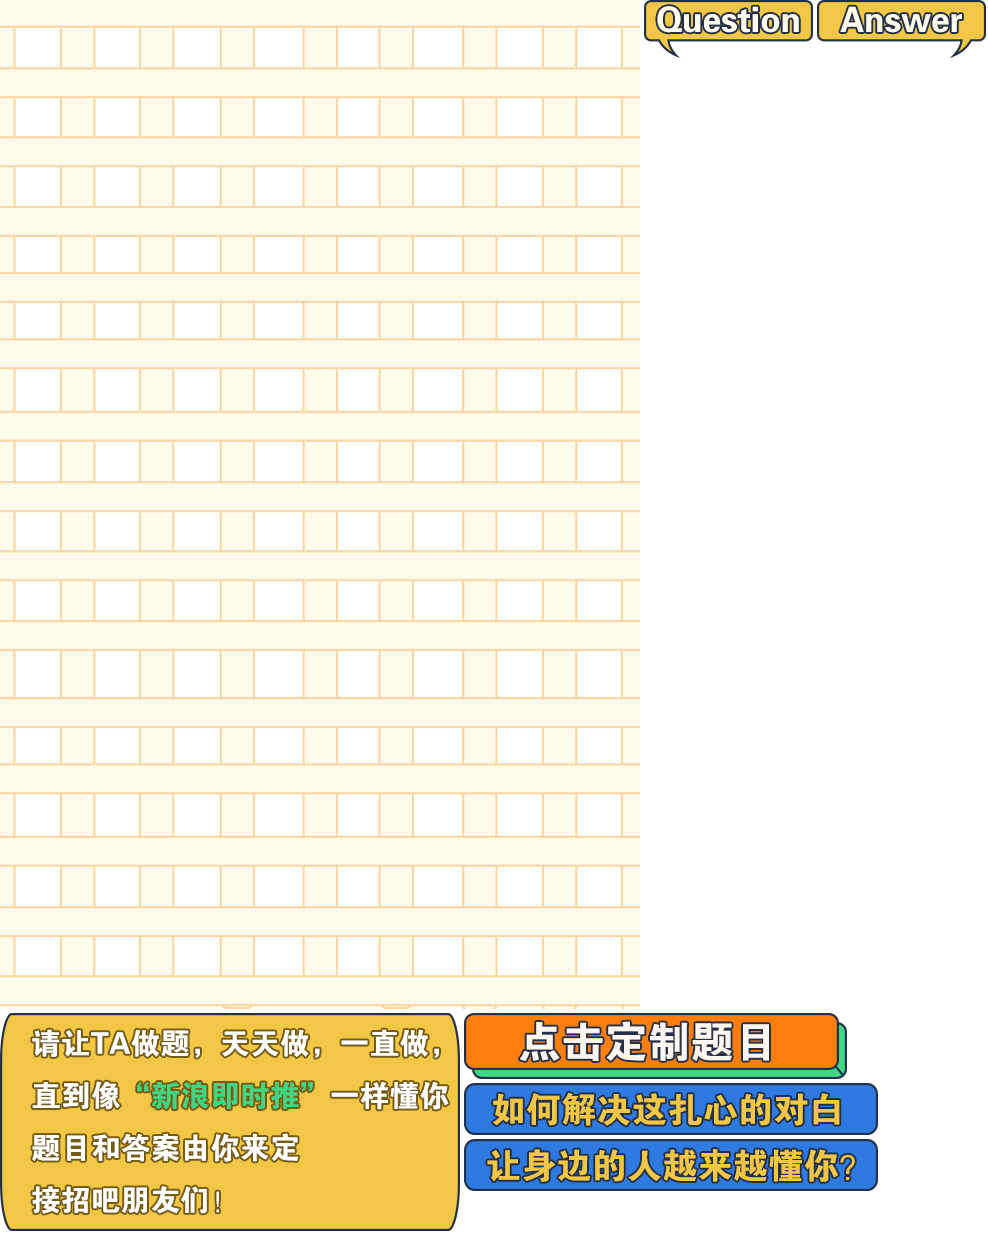 Question
Answer
请让TA做题，天天做，一直做，
直到像“新浪即时推”一样懂你
题目和答案由你来定
接招吧朋友们！
点击定制题目
如何解决这扎心的对白
让身边的人越来越懂你？